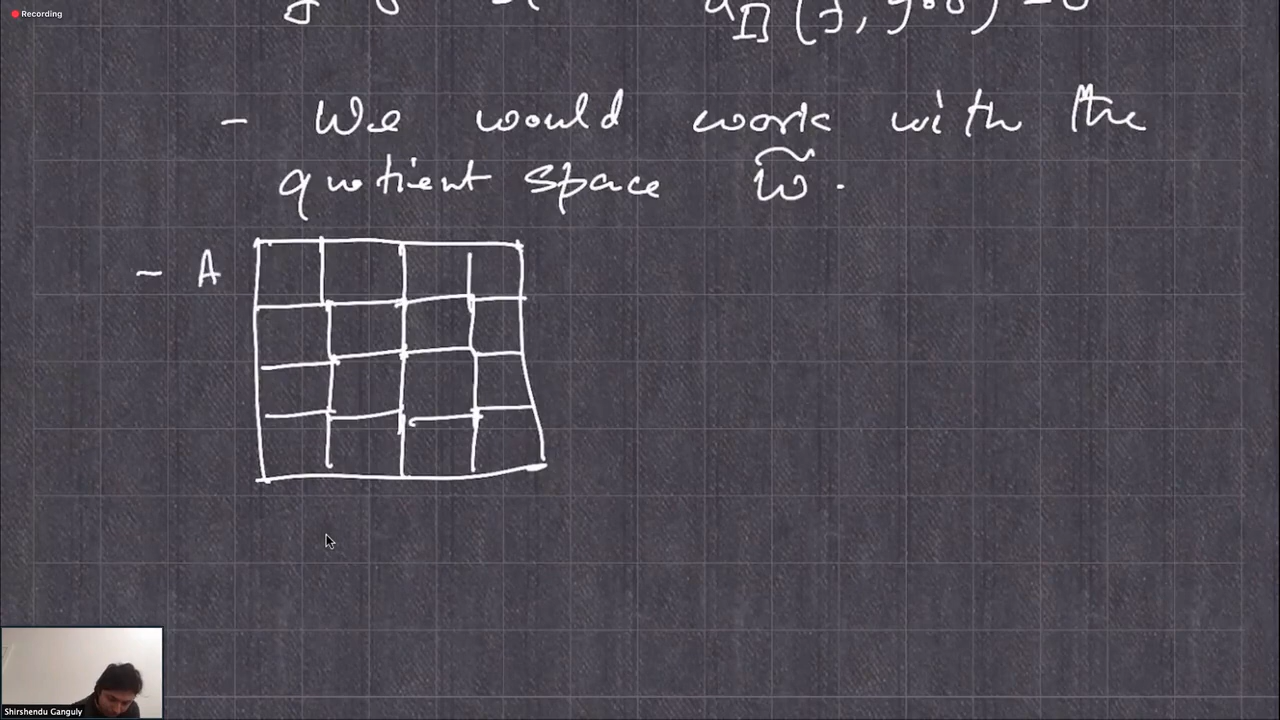 Recording
- We would work with the
quotient space w̃.
- A
Shirshendu Ganguly